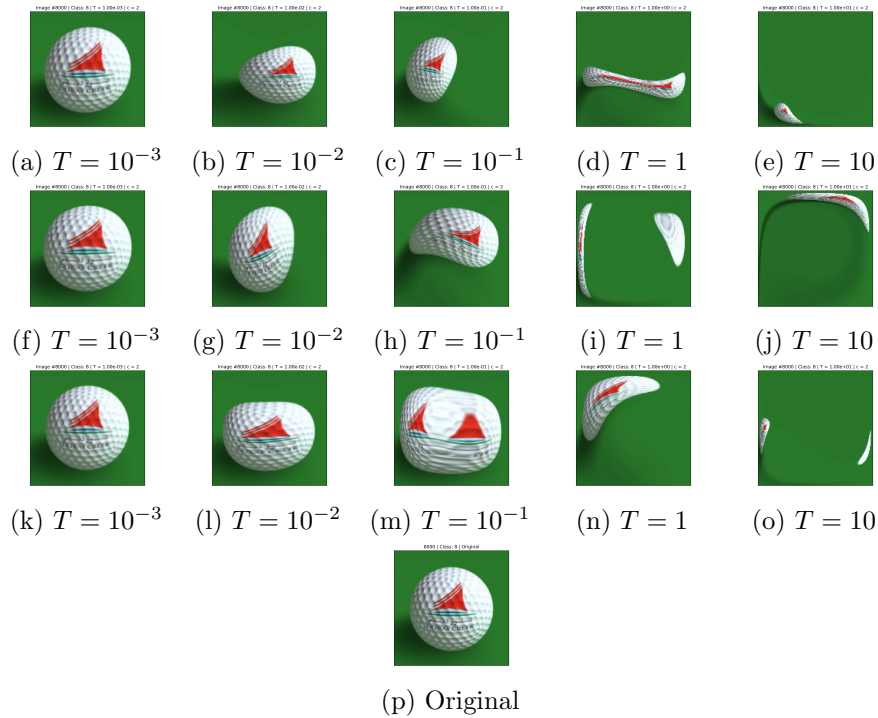 Image #8000 | Class: 8 | T = 1.00e-03 | c = 2
Image #8000 | Class: 8 | T = 1.00e-02 | c = 2
Image #8000 | Class: 8 | T = 1.00e-01 | c = 2
Image #8000 | Class: 8 | T = 1.00e+00 | c = 2
Image #8000 | Class: 8 | T = 1.00e+01 | c = 2
(a) T = 10⁻³
(b) T = 10⁻²
(c) T = 10⁻¹
(d) T = 1
(e) T = 10
Image #8000 | Class: 8 | T = 1.00e-03 | c = 2
Image #8000 | Class: 8 | T = 1.00e-02 | c = 2
Image #8000 | Class: 8 | T = 1.00e-01 | c = 2
Image #8000 | Class: 8 | T = 1.00e+00 | c = 2
Image #8000 | Class: 8 | T = 1.00e+01 | c = 2
(f) T = 10⁻³
(g) T = 10⁻²
(h) T = 10⁻¹
(i) T = 1
(j) T = 10
Image #8000 | Class: 8 | T = 1.00e-03 | c = 2
Image #8000 | Class: 8 | T = 1.00e-02 | c = 2
Image #8000 | Class: 8 | T = 1.00e-01 | c = 2
Image #8000 | Class: 8 | T = 1.00e+00 | c = 2
Image #8000 | Class: 8 | T = 1.00e+01 | c = 2
(k) T = 10⁻³
(l) T = 10⁻²
(m) T = 10⁻¹
(n) T = 1
(o) T = 10
8000 | Class: 8 | Original
(p) Original